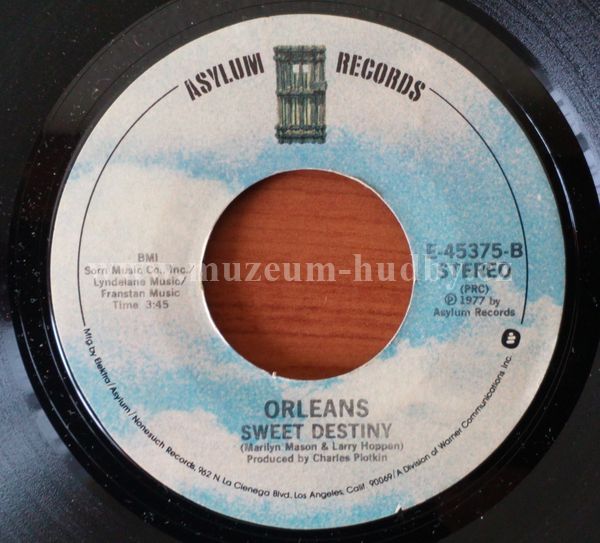 ASYLUM RECORDS
BMI
Sorn Music Co., Inc./
Lyndelane Music/
Franstan Music
Time 3:45
E-45375-B
STEREO
(PRC)
℗ 1977 by
Asylum Records
www.muzeum-hudby.cz
ORLEANS
SWEET DESTINY
(Marilyn Mason & Larry Hoppen)
Produced by Charles Plotkin
Mfg by Elektra/Asylum/Nonesuch Records, 962 N. La Cienega Blvd., Los Angeles, Calif. 90069/A Division of Warner Communications Inc.